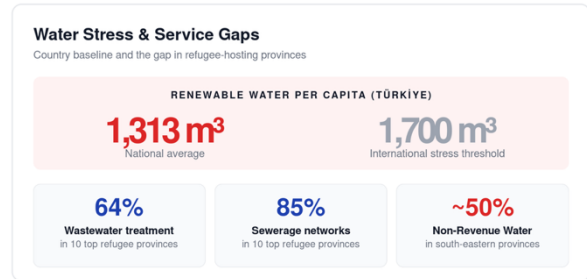 Water Stress & Service Gaps
Country baseline and the gap in refugee-hosting provinces
RENEWABLE WATER PER CAPITA (TÜRKİYE)
1,313 m³ 1,700 m³
National average International stress threshold
64% 85% ~50%
Wastewater treatment Sewerage networks Non-Revenue Water
in 10 top refugee provinces in 10 top refugee provinces in south-eastern provinces